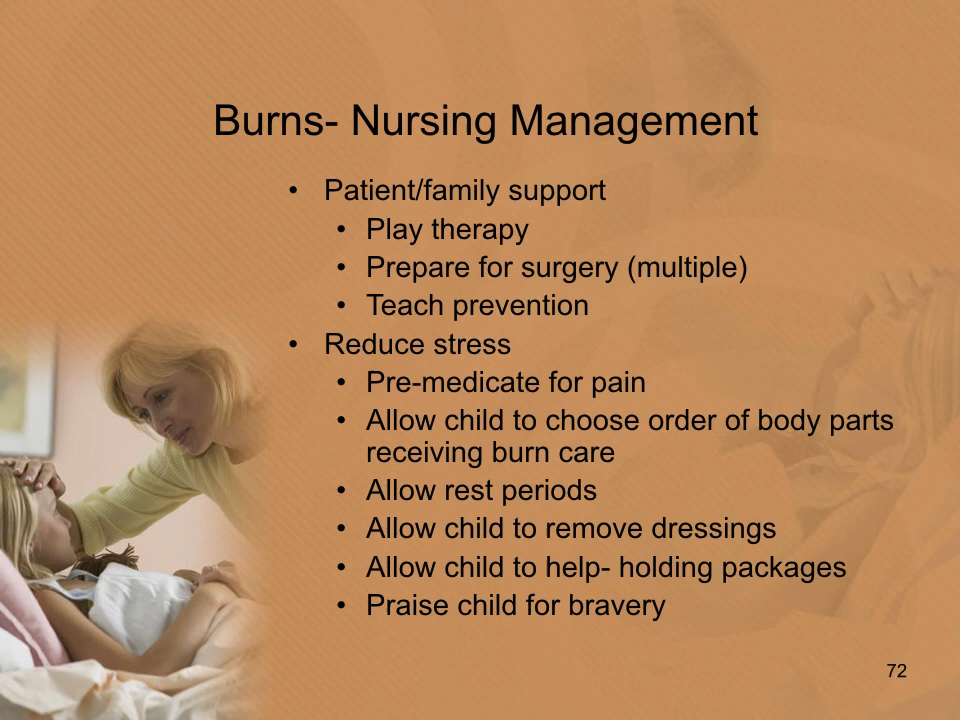 Burns- Nursing Management
• Patient/family support
• Play therapy
• Prepare for surgery (multiple)
• Teach prevention
• Reduce stress
• Pre-medicate for pain
• Allow child to choose order of body parts
receiving burn care
• Allow rest periods
• Allow child to remove dressings
• Allow child to help- holding packages
• Praise child for bravery
72